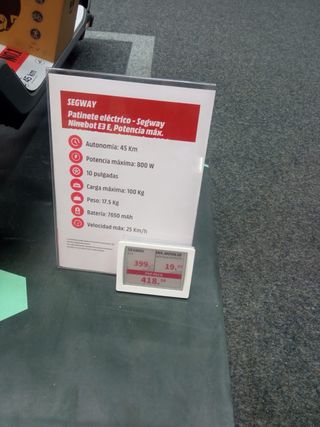 SEGWAY
Patinete eléctrico - Segway
Ninebot E3 E, Potencia máx.
Autonomía: 45 Km
Potencia máxima: 800 W
10 pulgadas
Carga máxima: 100 Kg
Peso: 17.5 Kg
Batería: 7650 mAh
Velocidad máx: 25 Km/h
399.-
19.
418.